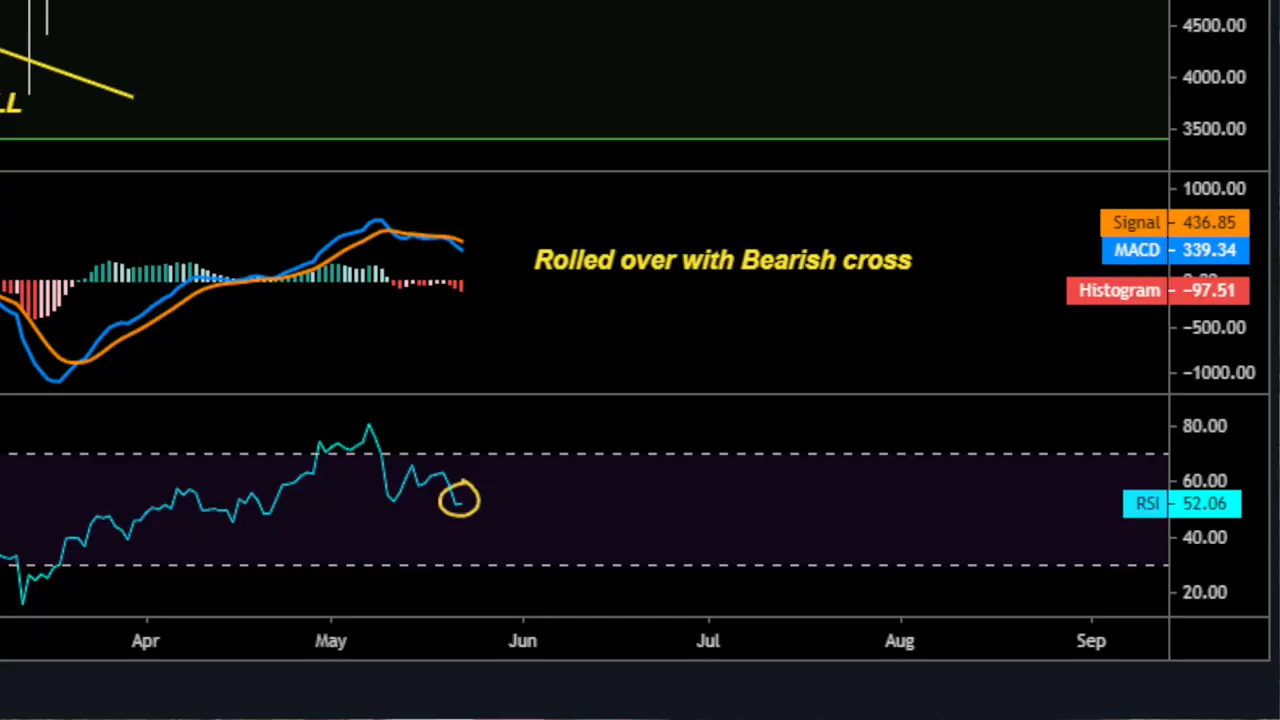 4500.00
4000.00
LL
3500.00
1000.00
Signal 436.85
Rolled over with Bearish cross
MACD 339.34
Histogram −97.51
−500.00
−1000.00
80.00
60.00
RSI 52.06
40.00
20.00
Apr May Jun Jul Aug Sep